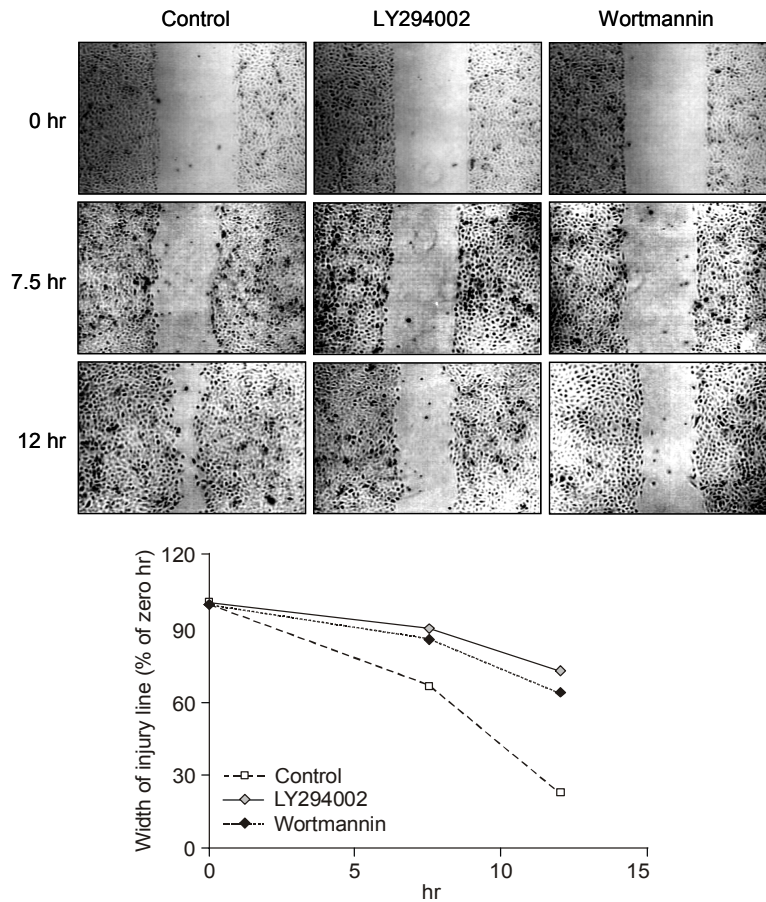 Control LY294002 Wortmannin
0 hr
7.5 hr
12 hr
Width of injury line (% of zero hr)
120
90
60
30
0
Control
LY294002
Wortmannin
0 5 10 15
hr